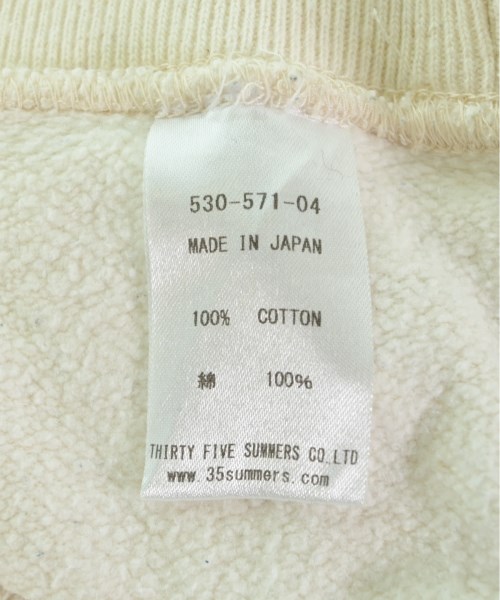 530-571-04
MADE IN JAPAN
100% COTTON
綿 100%
THIRTY FIVE SUMMERS CO.,LTD
www.35summers.com